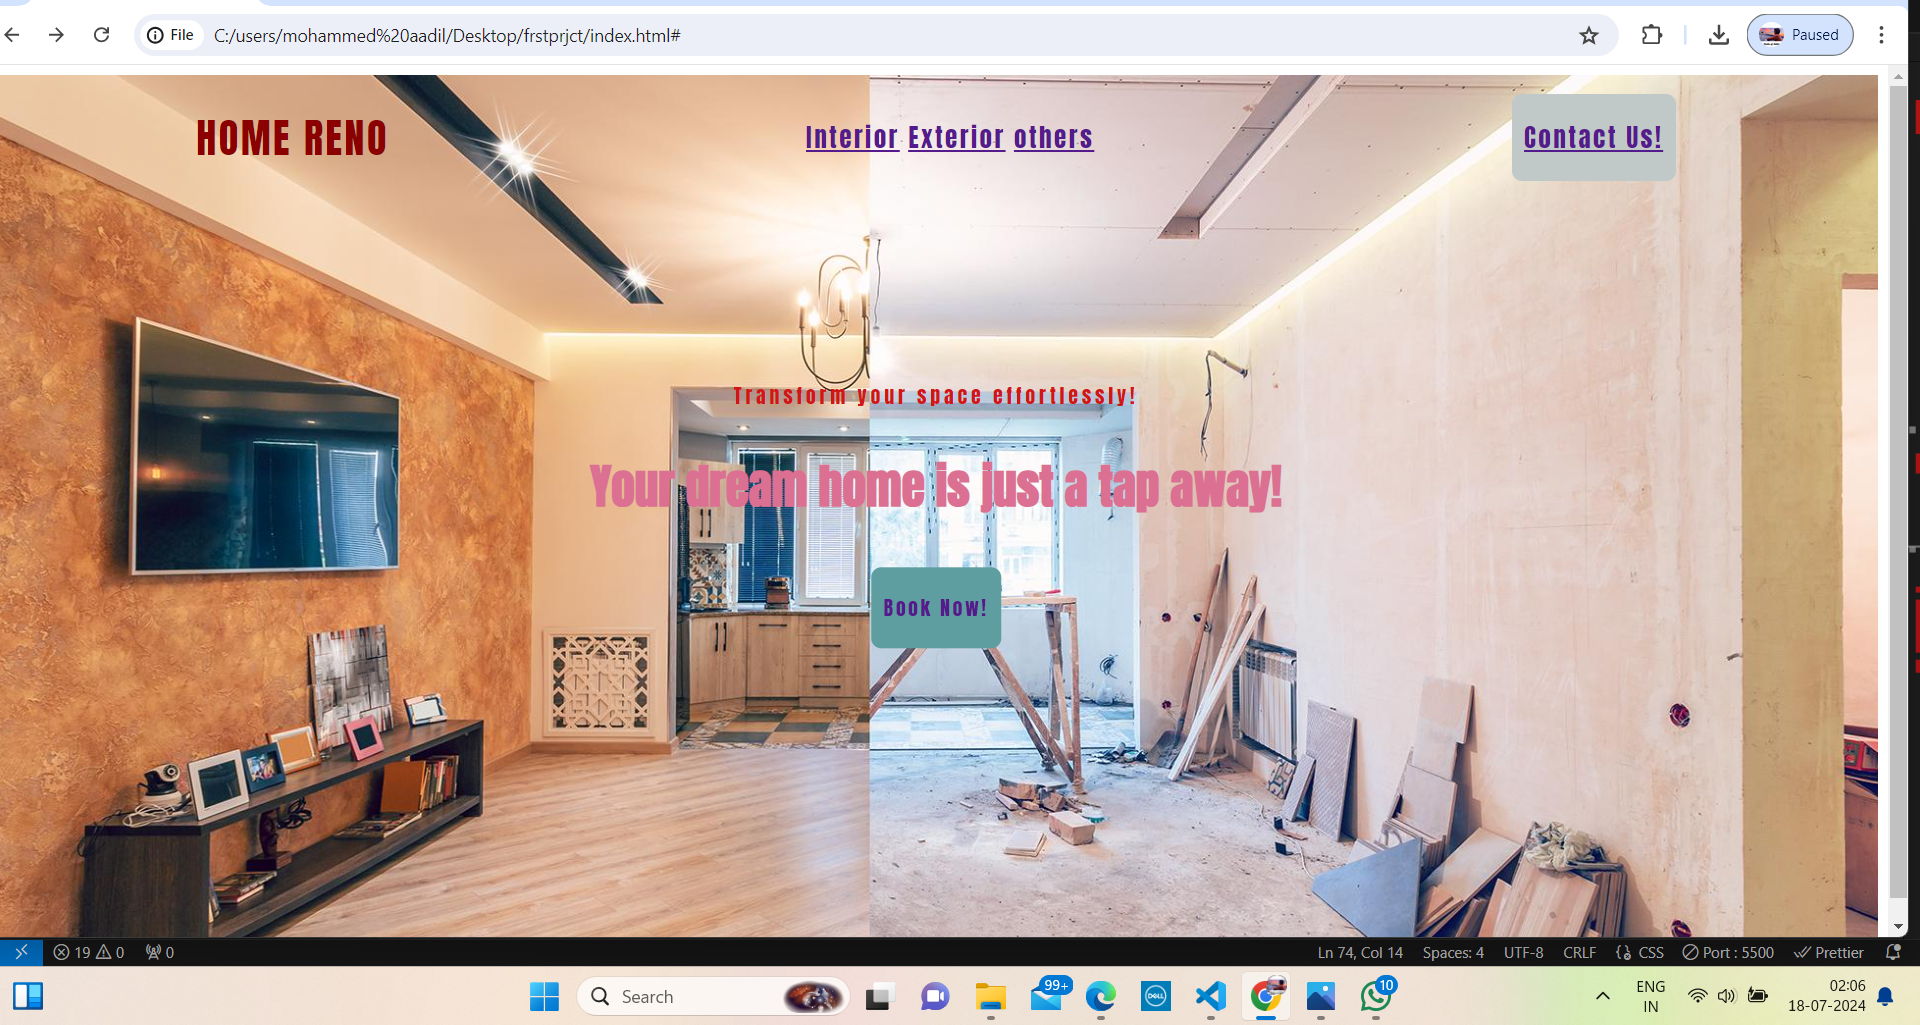 File C:/users/mohammed%20aadil/Desktop/frstprjct/index.html# Paused
HOME RENO Interior Exterior others Contact Us!
Transform your space effortlessly!
Your dream home is just a tap away!
Book Now!
19 0 0 Ln 74, Col 14 Spaces: 4 UTF-8 CRLF CSS Port : 5500 Prettier
Search 99+ DELL 10 ENG 02:06
IN 18-07-2024